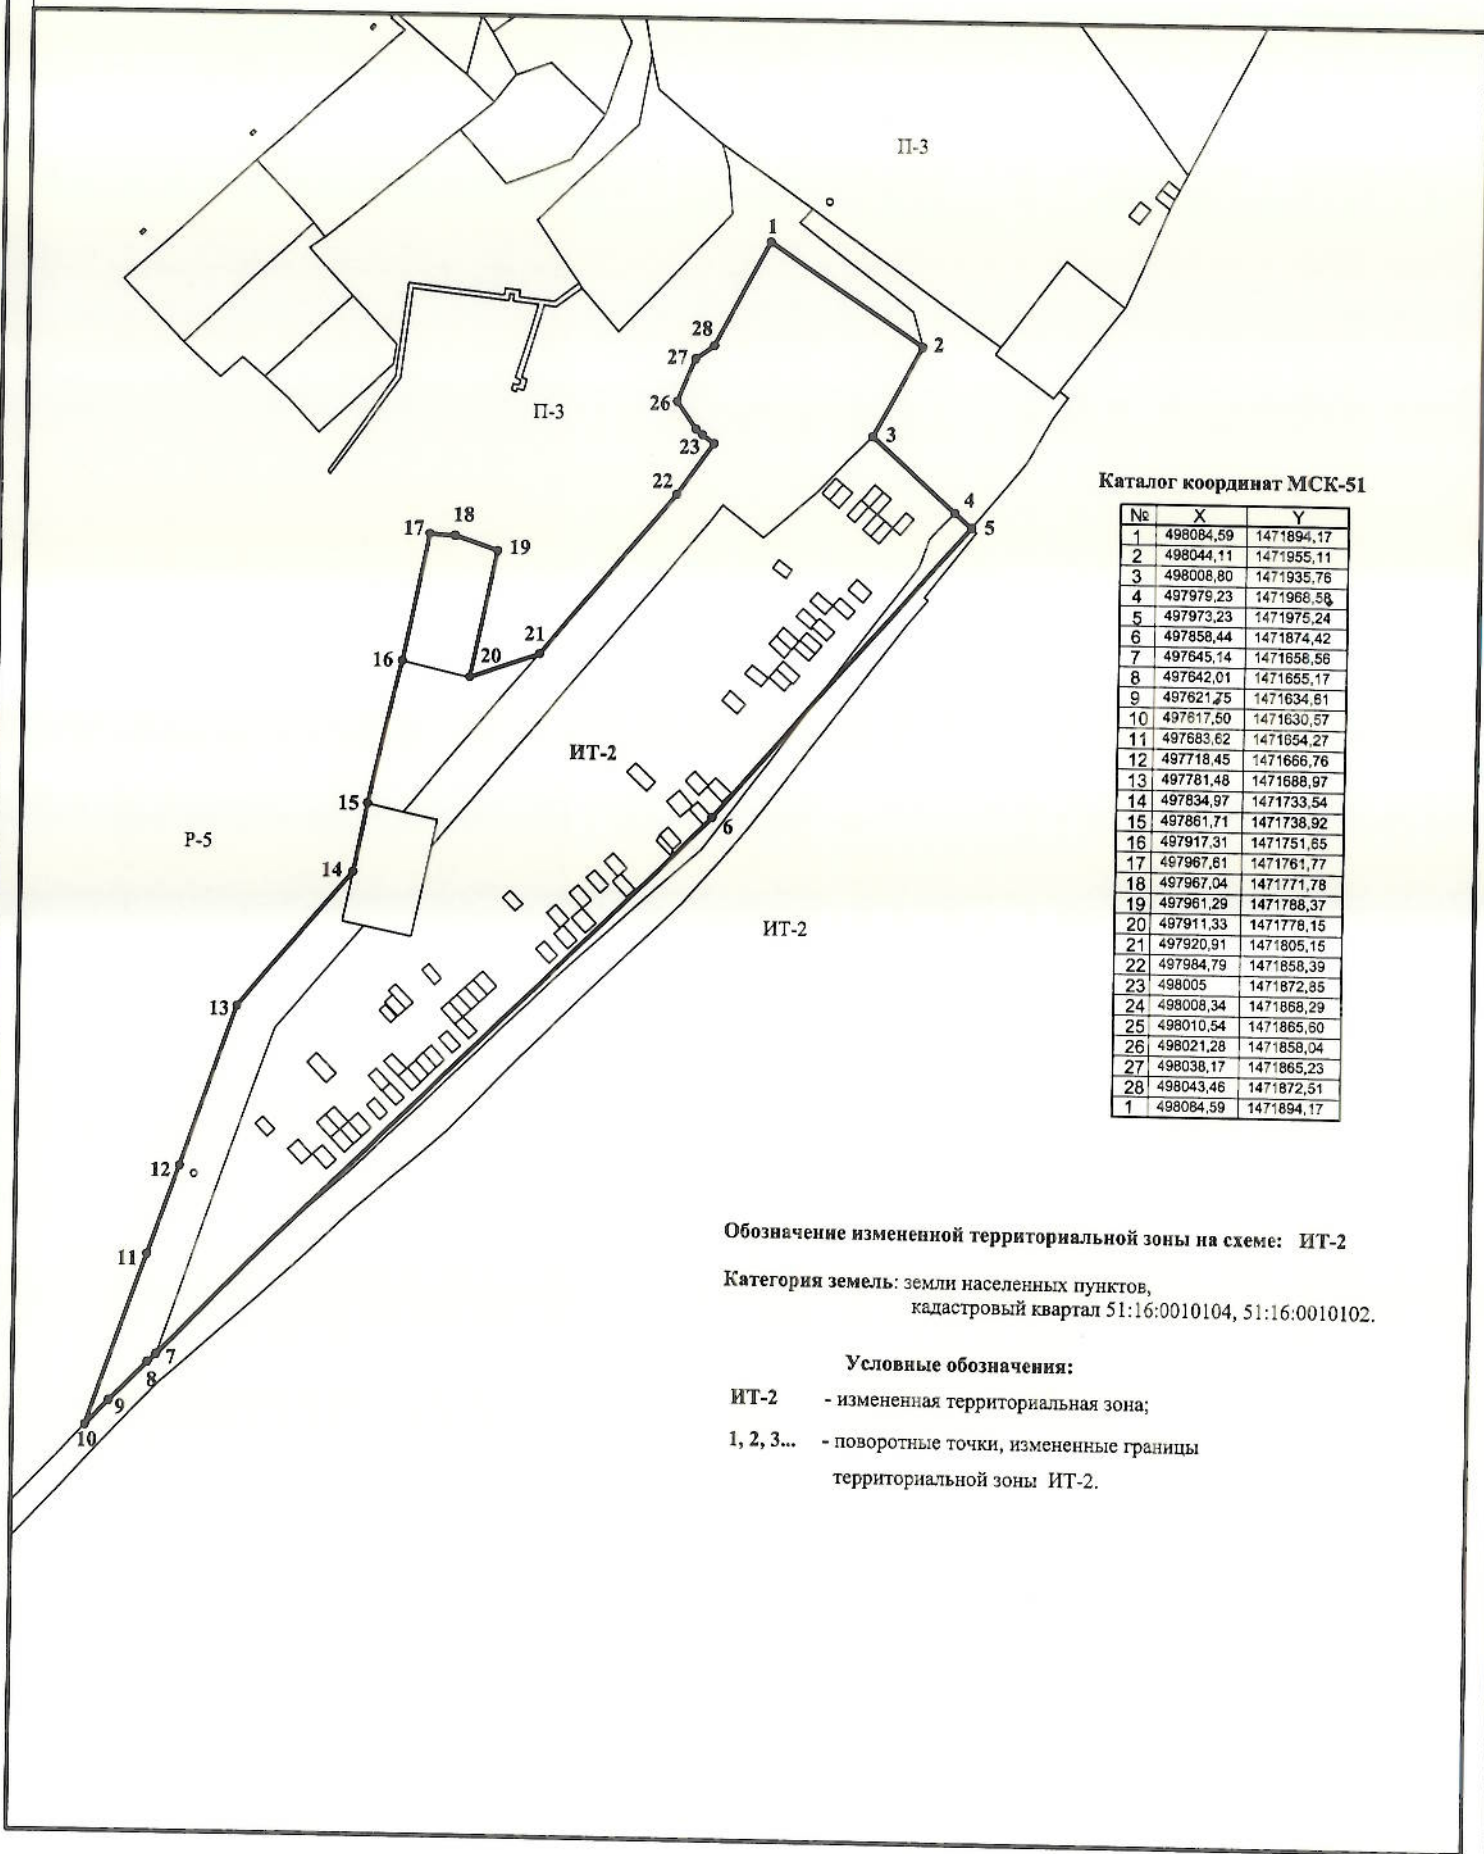 П-3
1
28
2
27
26
П-3
3
23
22
4
17
18
5
19
21
16
20
ИТ-2
15
6
Р-5
14
ИТ-2
13
12
11
7
8
9
10
Каталог координат МСК-51
№ X Y
1 498084,59 1471894,17
2 498044,11 1471955,11
3 498008,80 1471935,76
4 497979,23 1471968,58
5 497973,23 1471975,24
6 497858,44 1471874,42
7 497645,14 1471658,56
8 497642,01 1471655,17
9 497621,75 1471634,61
10 497617,50 1471630,57
11 497683,62 1471654,27
12 497718,45 1471666,76
13 497781,48 1471688,97
14 497834,97 1471733,54
15 497861,71 1471738,92
16 497917,31 1471751,65
17 497967,61 1471761,77
18 497967,04 1471771,78
19 497961,29 1471788,37
20 497911,33 1471778,15
21 497920,91 1471805,15
22 497984,79 1471858,39
23 498005 1471872,85
24 498008,34 1471868,29
25 498010,54 1471865,60
26 498021,28 1471858,04
27 498038,17 1471865,23
28 498043,46 1471872,51
1 498084,59 1471894,17
Обозначение измененной территориальной зоны на схеме: ИТ-2
Категория земель: земли населенных пунктов,
кадастровый квартал 51:16:0010104, 51:16:0010102.
Условные обозначения:
ИТ-2 - измененная территориальная зона;
1, 2, 3... - поворотные точки, измененные границы
территориальной зоны ИТ-2.